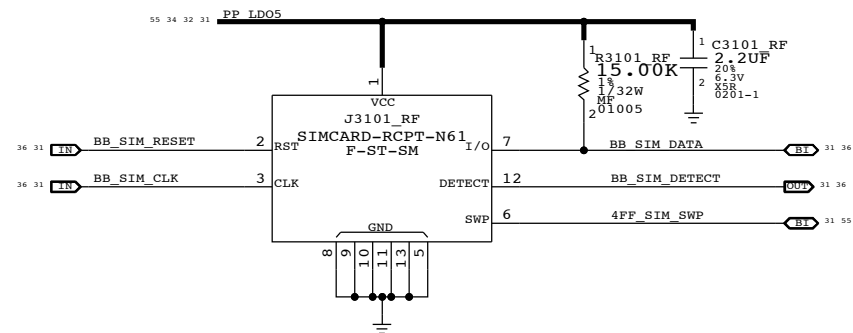 55 34 32 31 PP_LDO5
1 R3101_RF
15.00K
1%
1/32W
MF
2 01005
1 C3101_RF
2.2UF
20%
2 6.3V
X5R
0201-1
1
VCC
J3101_RF
SIMCARD-RCPT-N61
F-ST-SM
36 31 IN BB_SIM_RESET 2 RST
I/O 7 BB_SIM_DATA BI 31 36
36 31 IN BB_SIM_CLK 3 CLK
DETECT 12 BB_SIM_DETECT OUT 31 36
SWP 6 4FF_SIM_SWP BI 31 55
GND
8 9 10 11 13 5